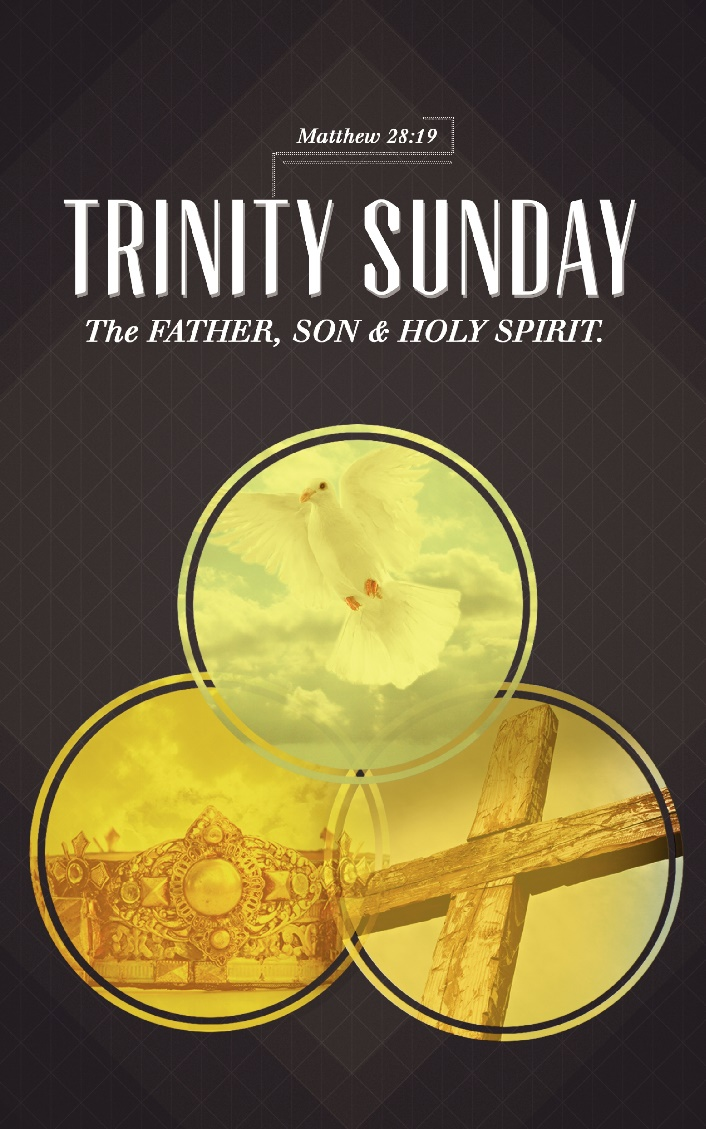 Matthew 28:19
TRINITY SUNDAY
The FATHER, SON & HOLY SPIRIT.